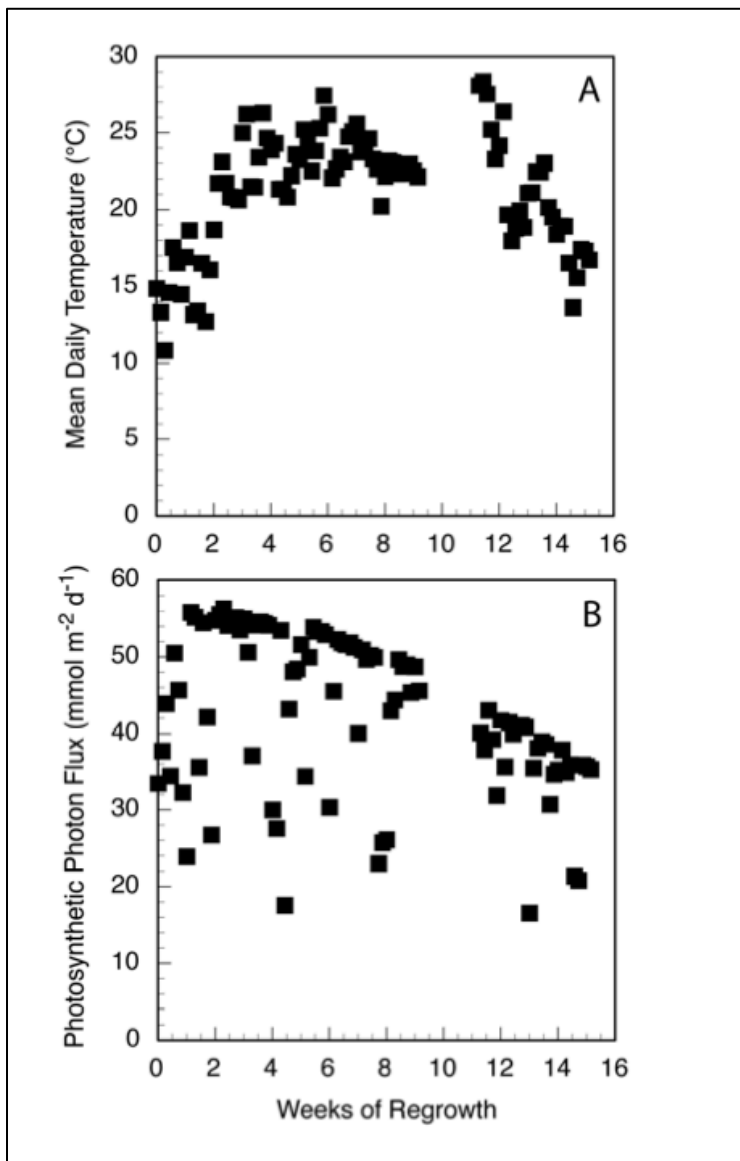 A
Mean Daily Temperature (°C)
30
25
20
15
10
5
0
0 2 4 6 8 10 12 14 16
B
Photosynthetic Photon Flux (mmol m-2 d-1)
60
50
40
30
20
10
0
0 2 4 6 8 10 12 14 16
Weeks of Regrowth